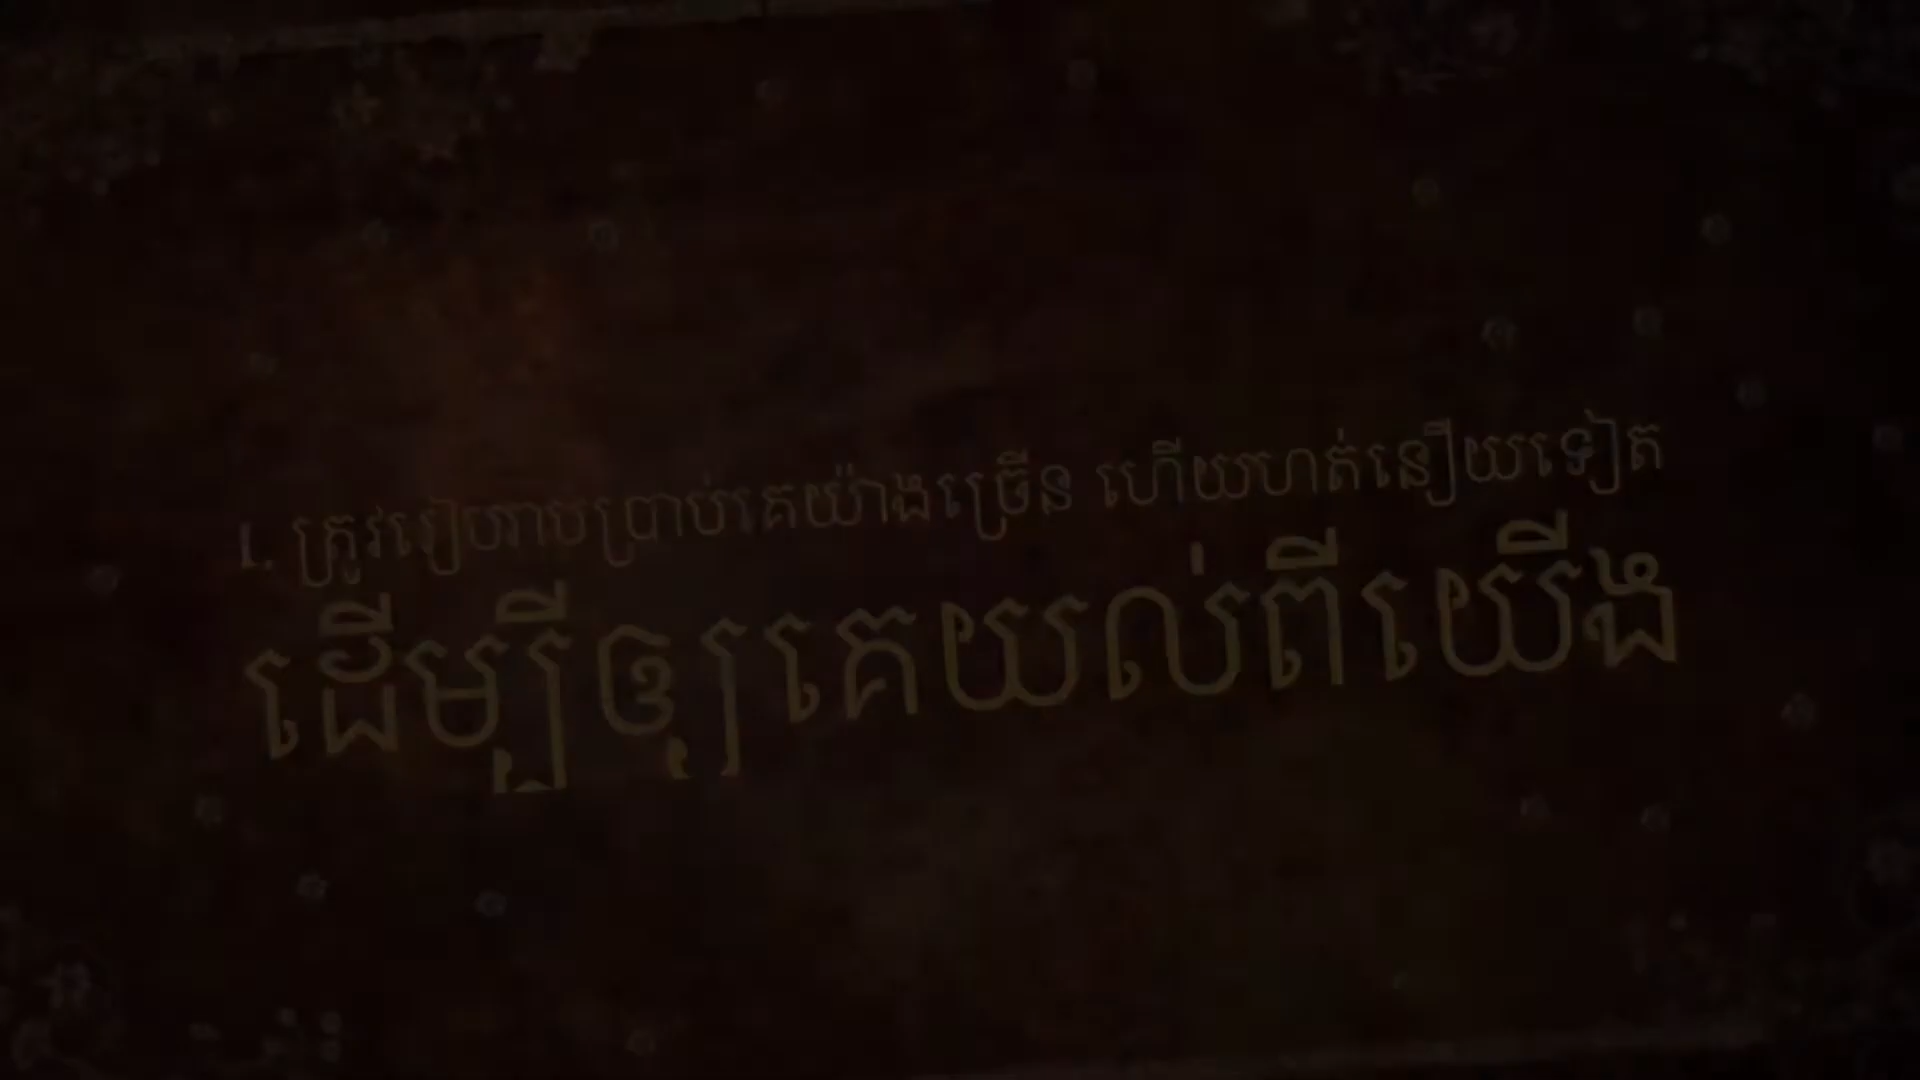 1. ត្រូវរៀបរាប់ប្រាប់គេយ៉ាងច្រើន ហើយហត់នឿយទៀត
ដើម្បីឲ្យគេយល់ពីយើង